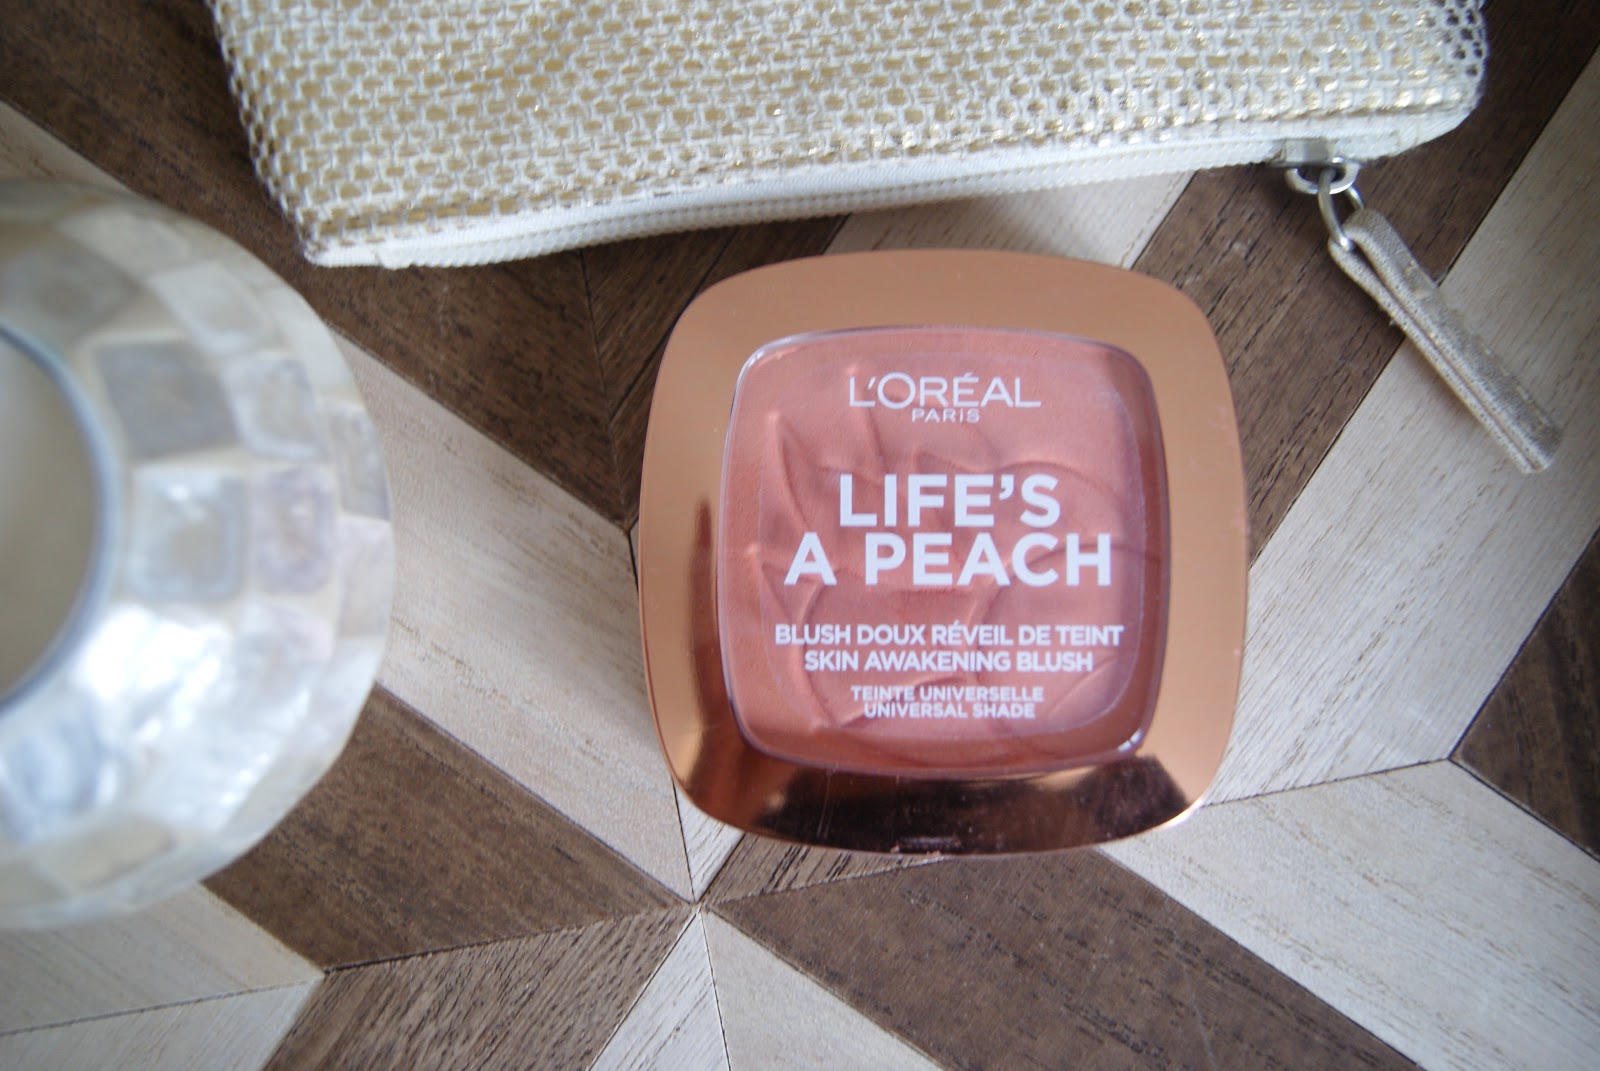 L'ORÉAL
PARIS
LIFE'S
A PEACH
BLUSH DOUX RÉVEIL DE TEINT
SKIN AWAKENING BLUSH
TEINTE UNIVERSELLE
UNIVERSAL SHADE